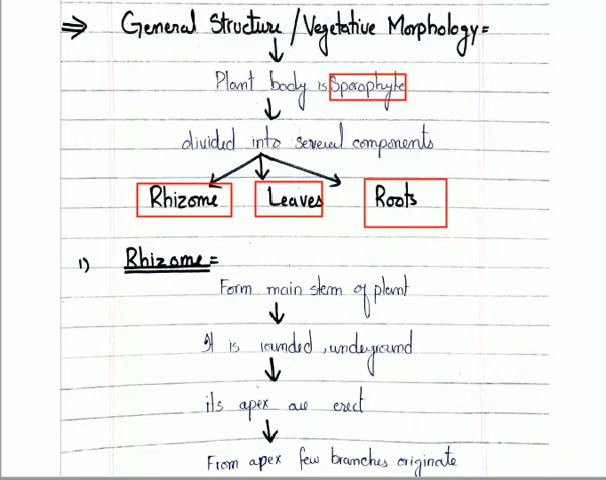 ⇒ General Structure / Vegetative Morphology =
Plant body is Sporophyte
divided into several components
Rhizome Leaves Roots
1) Rhizome =
Form main stem of plant
It is rounded, undeground
its apex are erect
From apex few branches originate